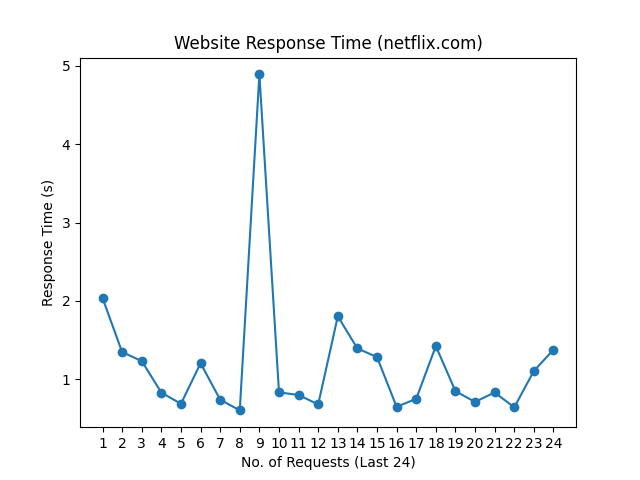 Website Response Time (netflix.com)
Response Time (s)
5
4
3
2
1
1 2 3 4 5 6 7 8 9 10 11 12 13 14 15 16 17 18 19 20 21 22 23 24
No. of Requests (Last 24)